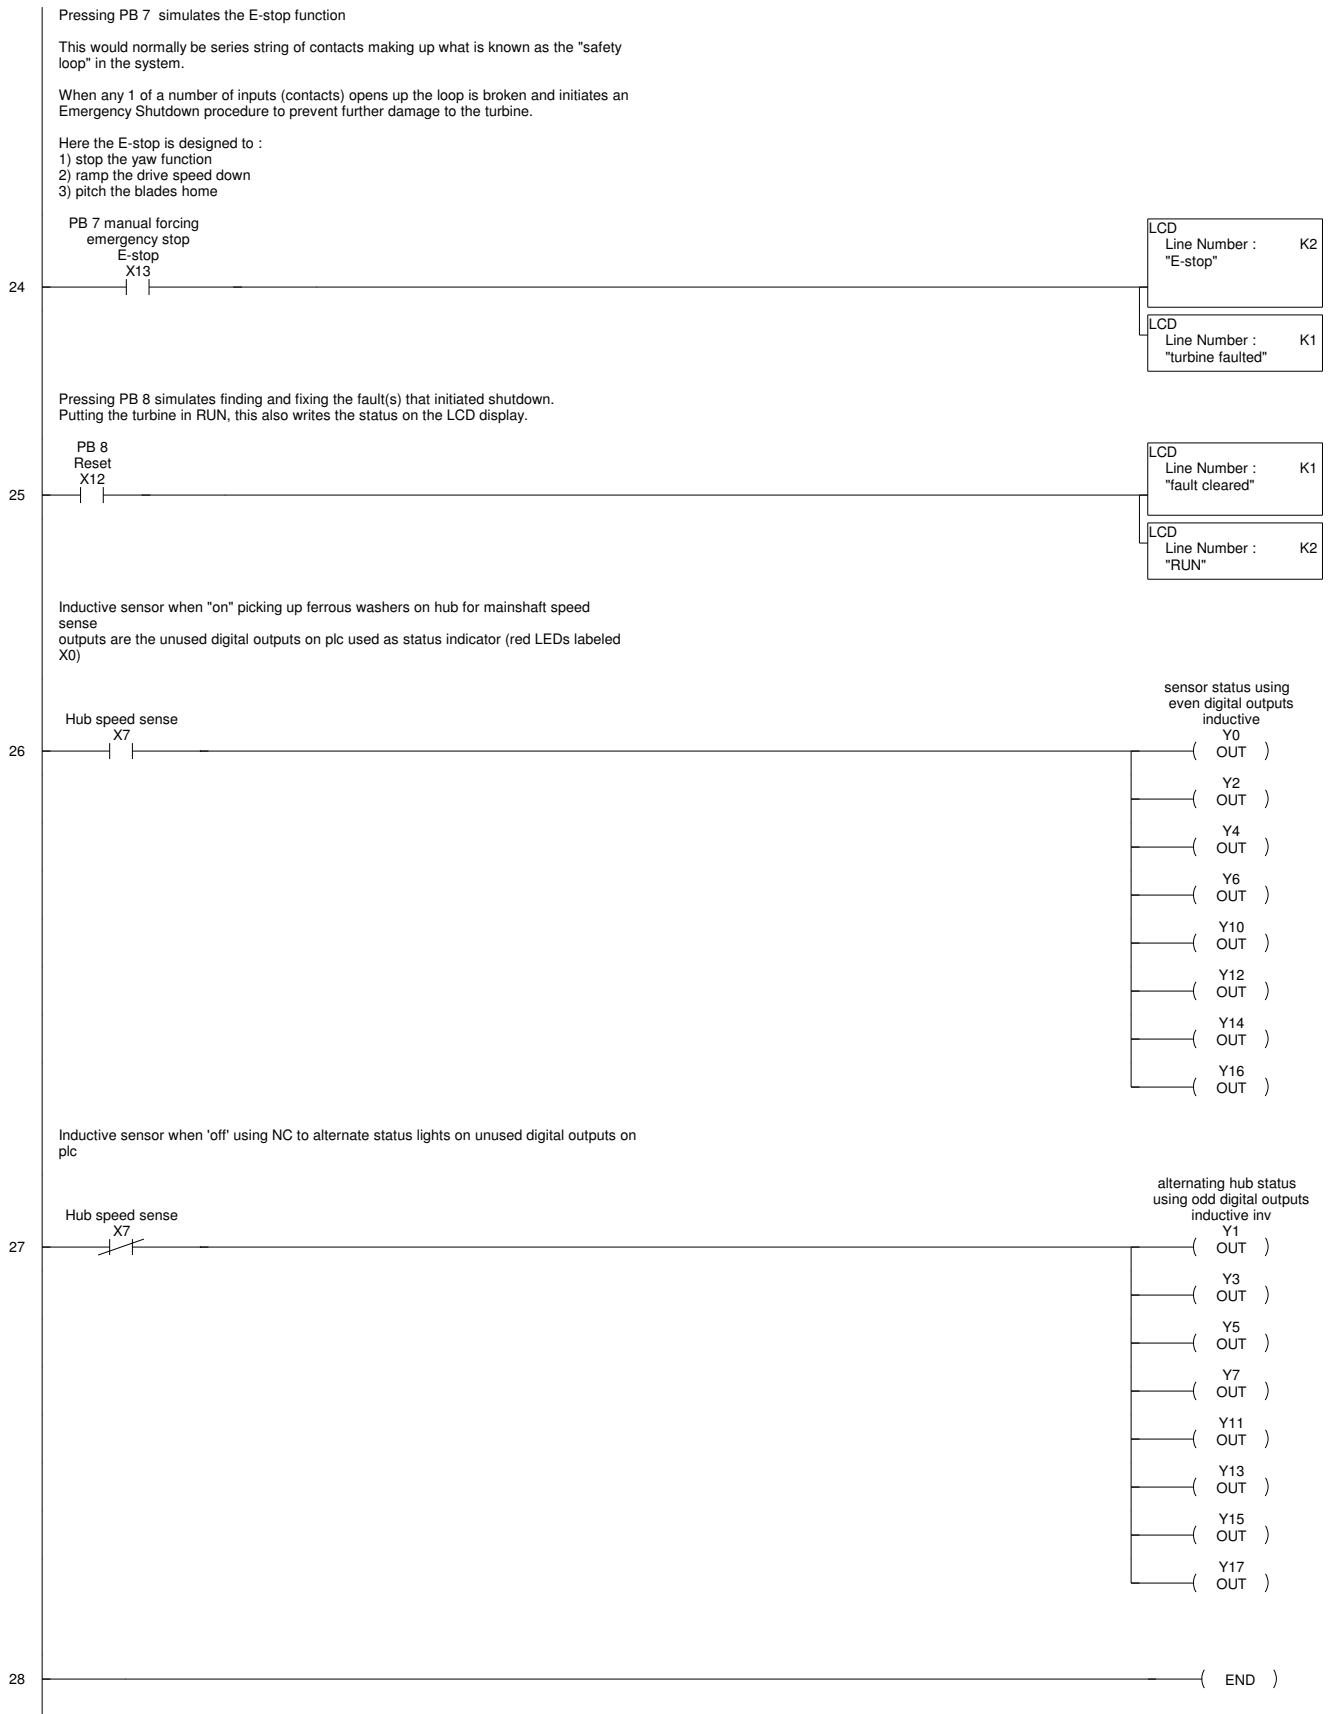 Pressing PB 7  simulates the E-stop function
This would normally be series string of contacts making up what is known as the "safety
loop" in the system.
When any 1 of a number of inputs (contacts) opens up the loop is broken and initiates an
Emergency Shutdown procedure to prevent further damage to the turbine.
Here the E-stop is designed to :
1) stop the yaw function
2) ramp the drive speed down
3) pitch the blades home
PB 7 manual forcing
emergency stop
E-stop
X13
24
LCD
Line Number : K2
"E-stop"
LCD
Line Number : K1
"turbine faulted"
Pressing PB 8 simulates finding and fixing the fault(s) that initiated shutdown.
Putting the turbine in RUN, this also writes the status on the LCD display.
PB 8
Reset
X12
25
LCD
Line Number : K1
"fault cleared"
LCD
Line Number : K2
"RUN"
Inductive sensor when "on" picking up ferrous washers on hub for mainshaft speed
sense
outputs are the unused digital outputs on plc used as status indicator (red LEDs labeled
X0)
Hub speed sense
X7
26
sensor status using
even digital outputs
inductive
Y0
( OUT )
Y2
( OUT )
Y4
( OUT )
Y6
( OUT )
Y10
( OUT )
Y12
( OUT )
Y14
( OUT )
Y16
( OUT )
Inductive sensor when 'off' using NC to alternate status lights on unused digital outputs on
plc
Hub speed sense
X7
27
alternating hub status
using odd digital outputs
inductive inv
Y1
( OUT )
Y3
( OUT )
Y5
( OUT )
Y7
( OUT )
Y11
( OUT )
Y13
( OUT )
Y15
( OUT )
Y17
( OUT )
28
( END )